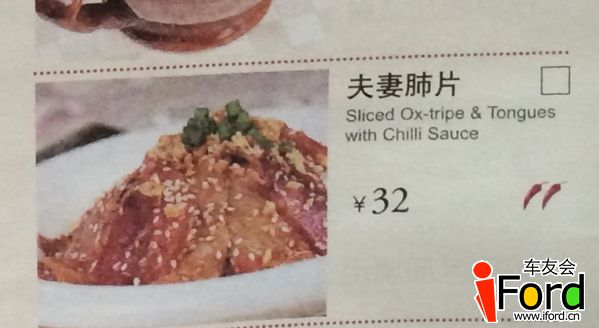 夫妻肺片
Sliced Ox-tripe & Tongues
with Chilli Sauce
¥32
车友会
iFord
www.iford.cn